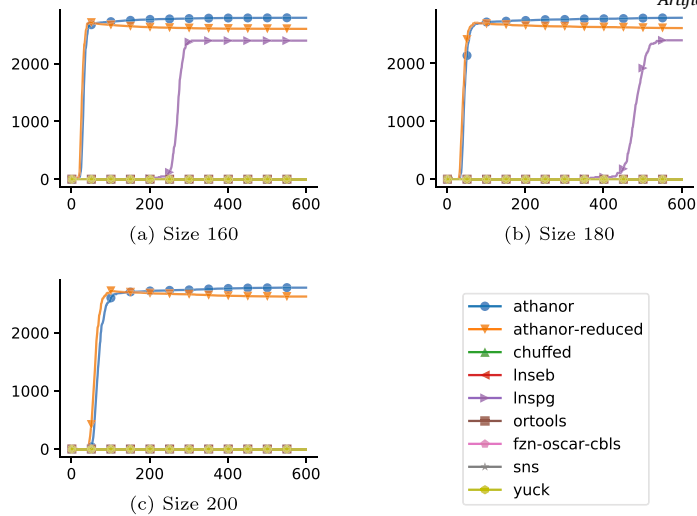 Artific
2000
1000
0
0
200
400
600
(a) Size 160
2000
1000
0
0
200
400
600
(b) Size 180
2000
1000
0
0
200
400
600
(c) Size 200
athanor
athanor-reduced
chuffed
lnseb
lnspg
ortools
fzn-oscar-cbls
sns
yuck